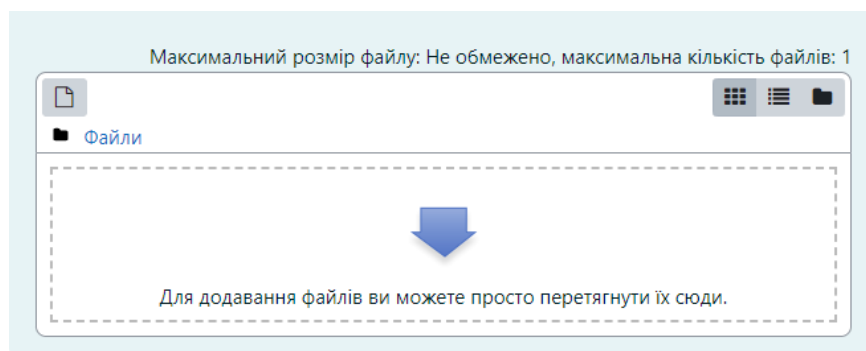 Максимальний розмір файлу: Не обмежено, максимальна кількість файлів: 1
Файли
Для додавання файлів ви можете просто перетягнути їх сюди.